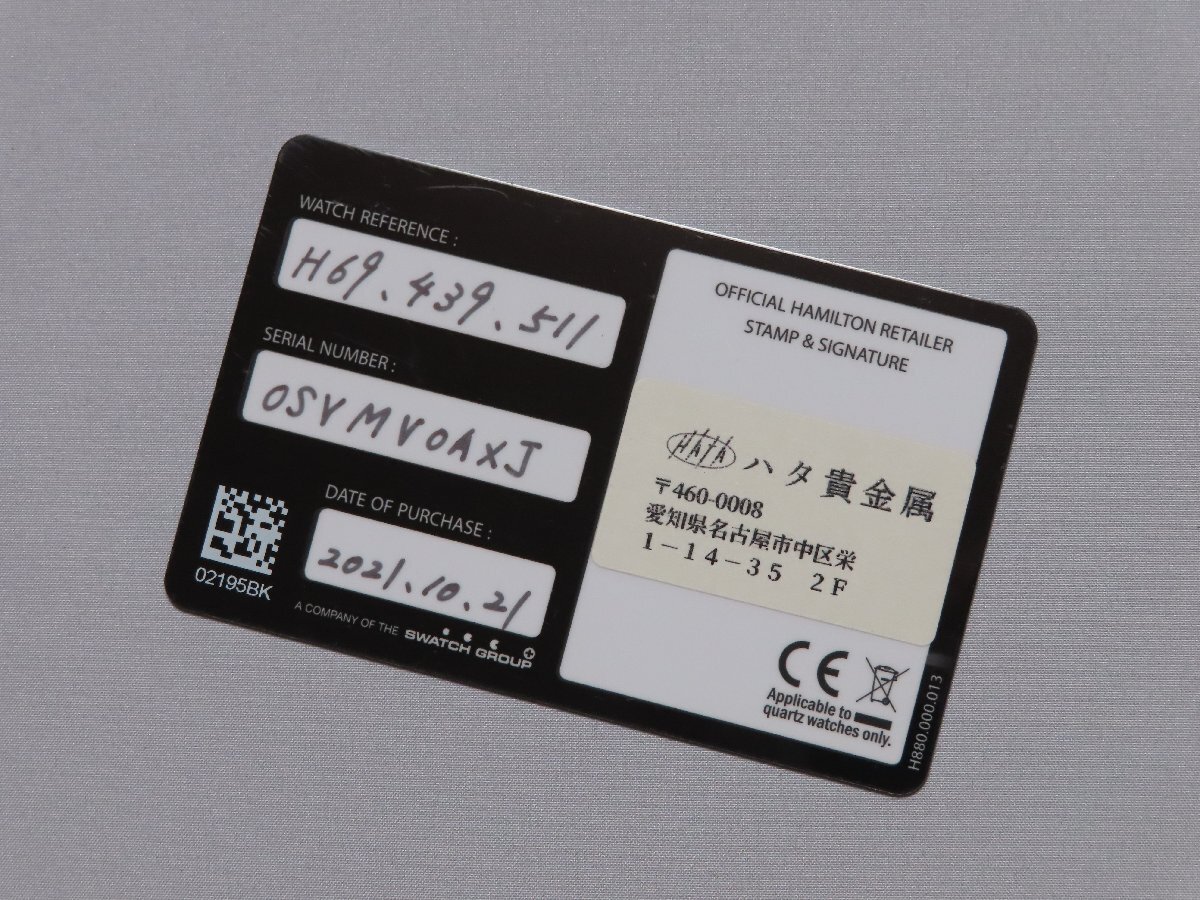 WATCH REFERENCE :
H69.439.511
SERIAL NUMBER :
OSVMVOAXJ
DATE OF PURCHASE :
2021.10.21
02195BK
A COMPANY OF THE SWATCH GROUP
OFFICIAL HAMILTON RETAILER
STAMP & SIGNATURE
HATA ハタ貴金属
〒460-0008
愛知県名古屋市中区栄
1-14-35 2F
CE
Applicable to
quartz watches only.
H880.000.013